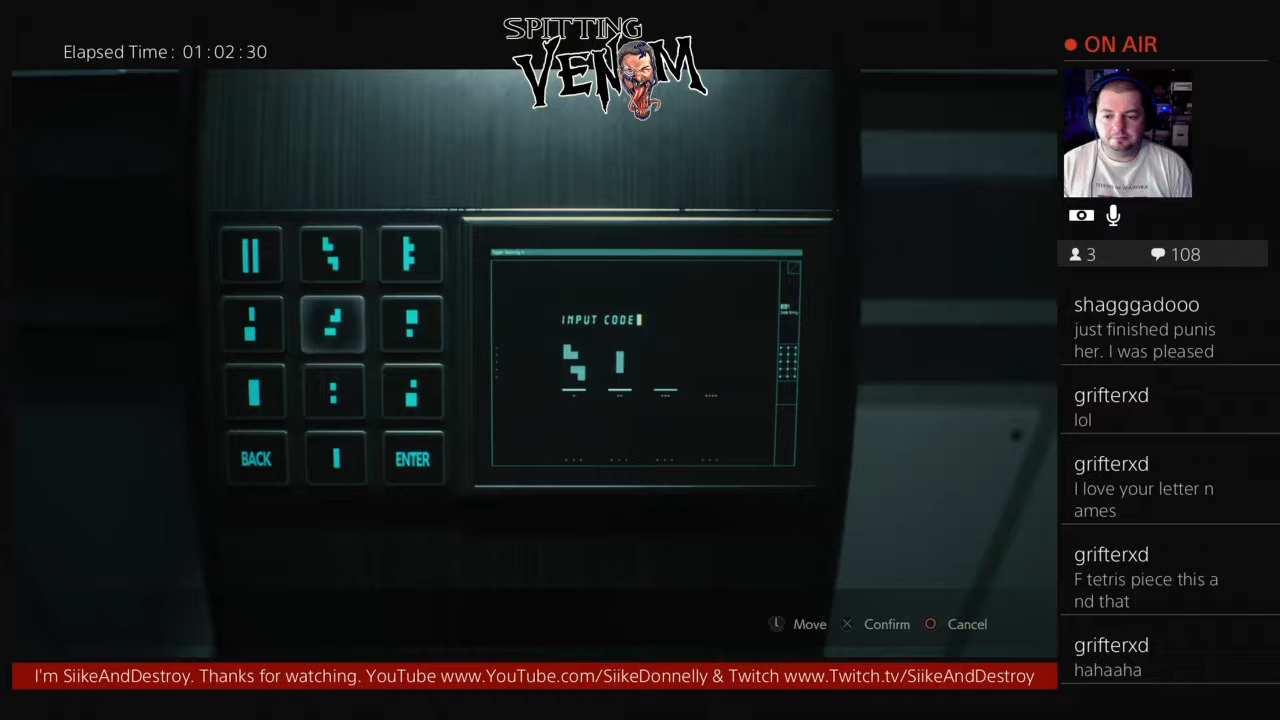 Elapsed Time: 01:02:30
SPITTING
VENOM
ON AIR
3 108
shagggadooo
just finished punis
her. I was pleased
grifterxd
lol
grifterxd
I love your letter n
ames
grifterxd
F tetris piece this a
nd that
grifterxd
hahaaha
INPUT CODE
BACK
ENTER
Move Confirm Cancel
I'm SiikeAndDestroy. Thanks for watching. YouTube www.YouTube.com/SiikeDonnelly & Twitch www.Twitch.tv/SiikeAndDestroy